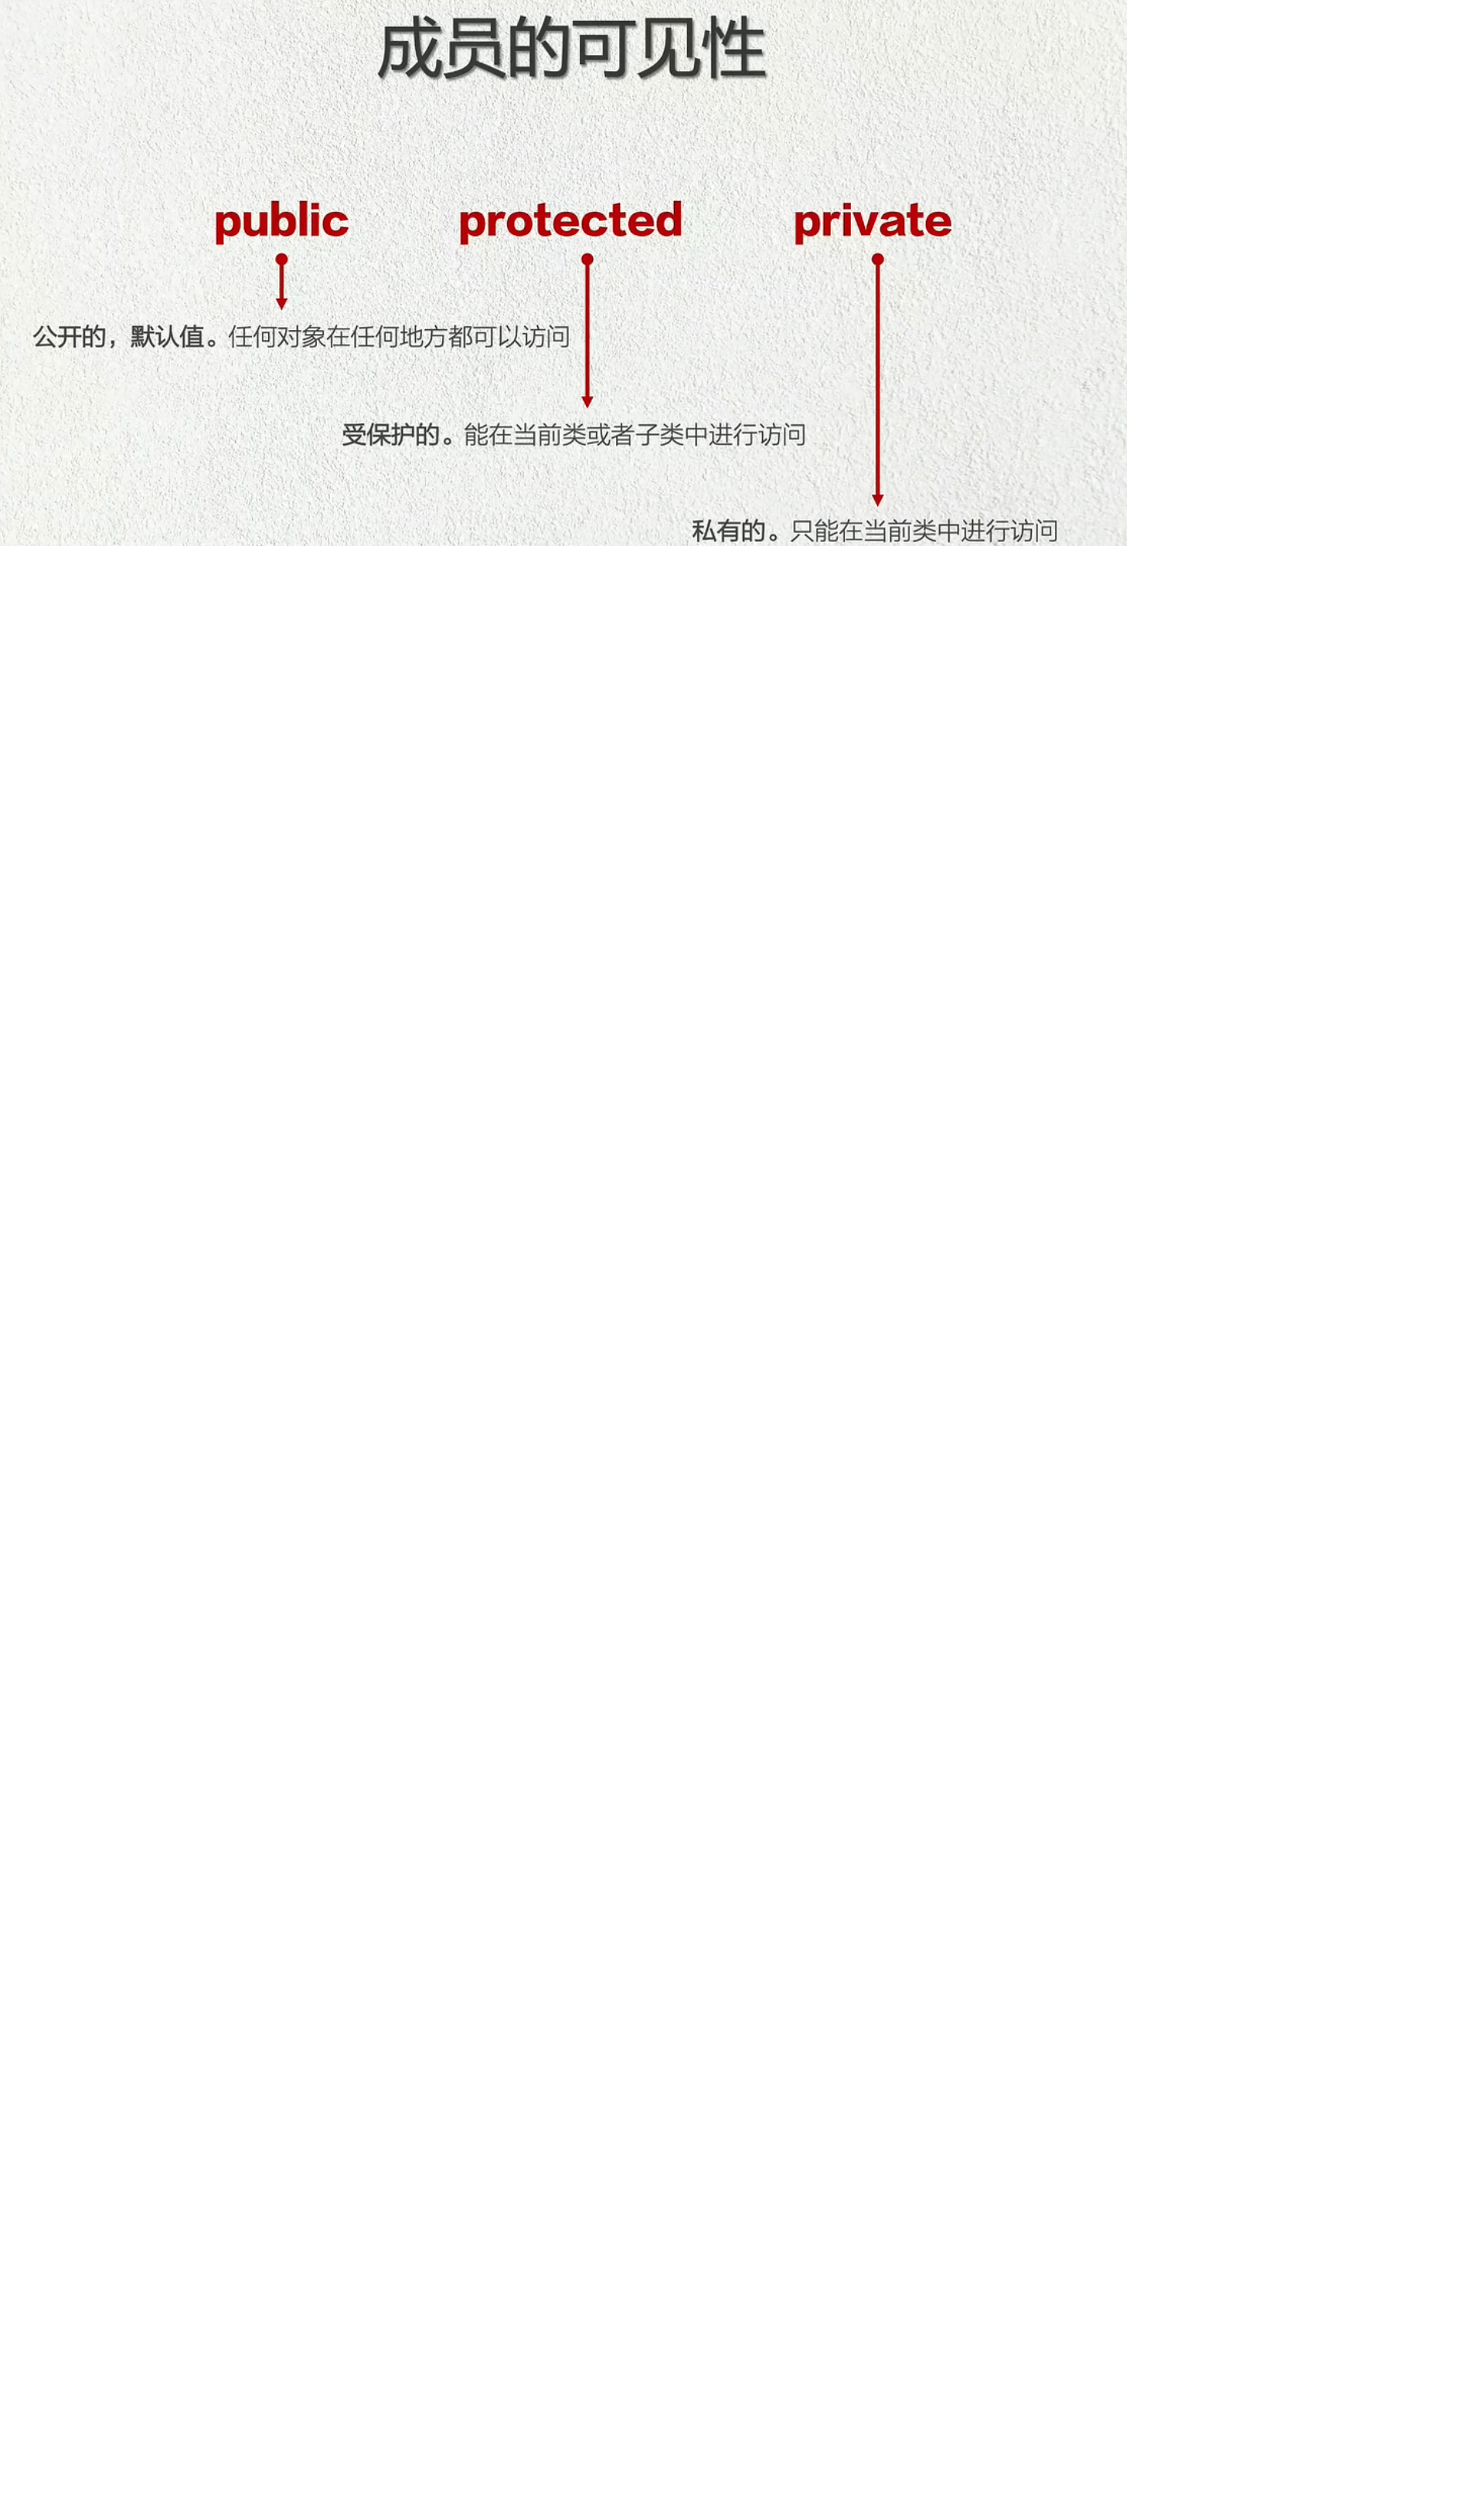 成员的可见性
public protected private
公开的，默认值。任何对象在任何地方都可以访问
受保护的。能在当前类或者子类中进行访问
私有的。只能在当前类中进行访问